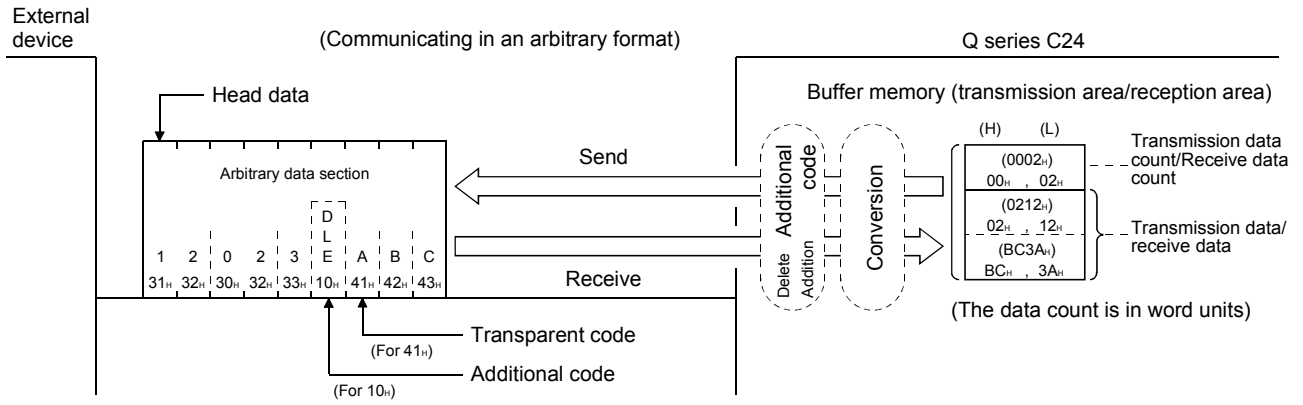 External
device
(Communicating in an arbitrary format)
Q series C24
Head data
Buffer memory (transmission area/reception area)
(H) (L)
Arbitrary data section
Send
Receive
Additional code
Delete
Addition
Conversion
(0002H)
00H , 02H
(0212H)
02H , 12H
(BC3AH)
BCH , 3AH
Transmission data
count/Receive data
count
Transmission data/
receive data
D
L
1 2 0 2 3 E A B C
31H 32H 30H 32H 33H 10H 41H 42H 43H
(The data count is in word units)
Transparent code
(For 41H)
Additional code
(For 10H)